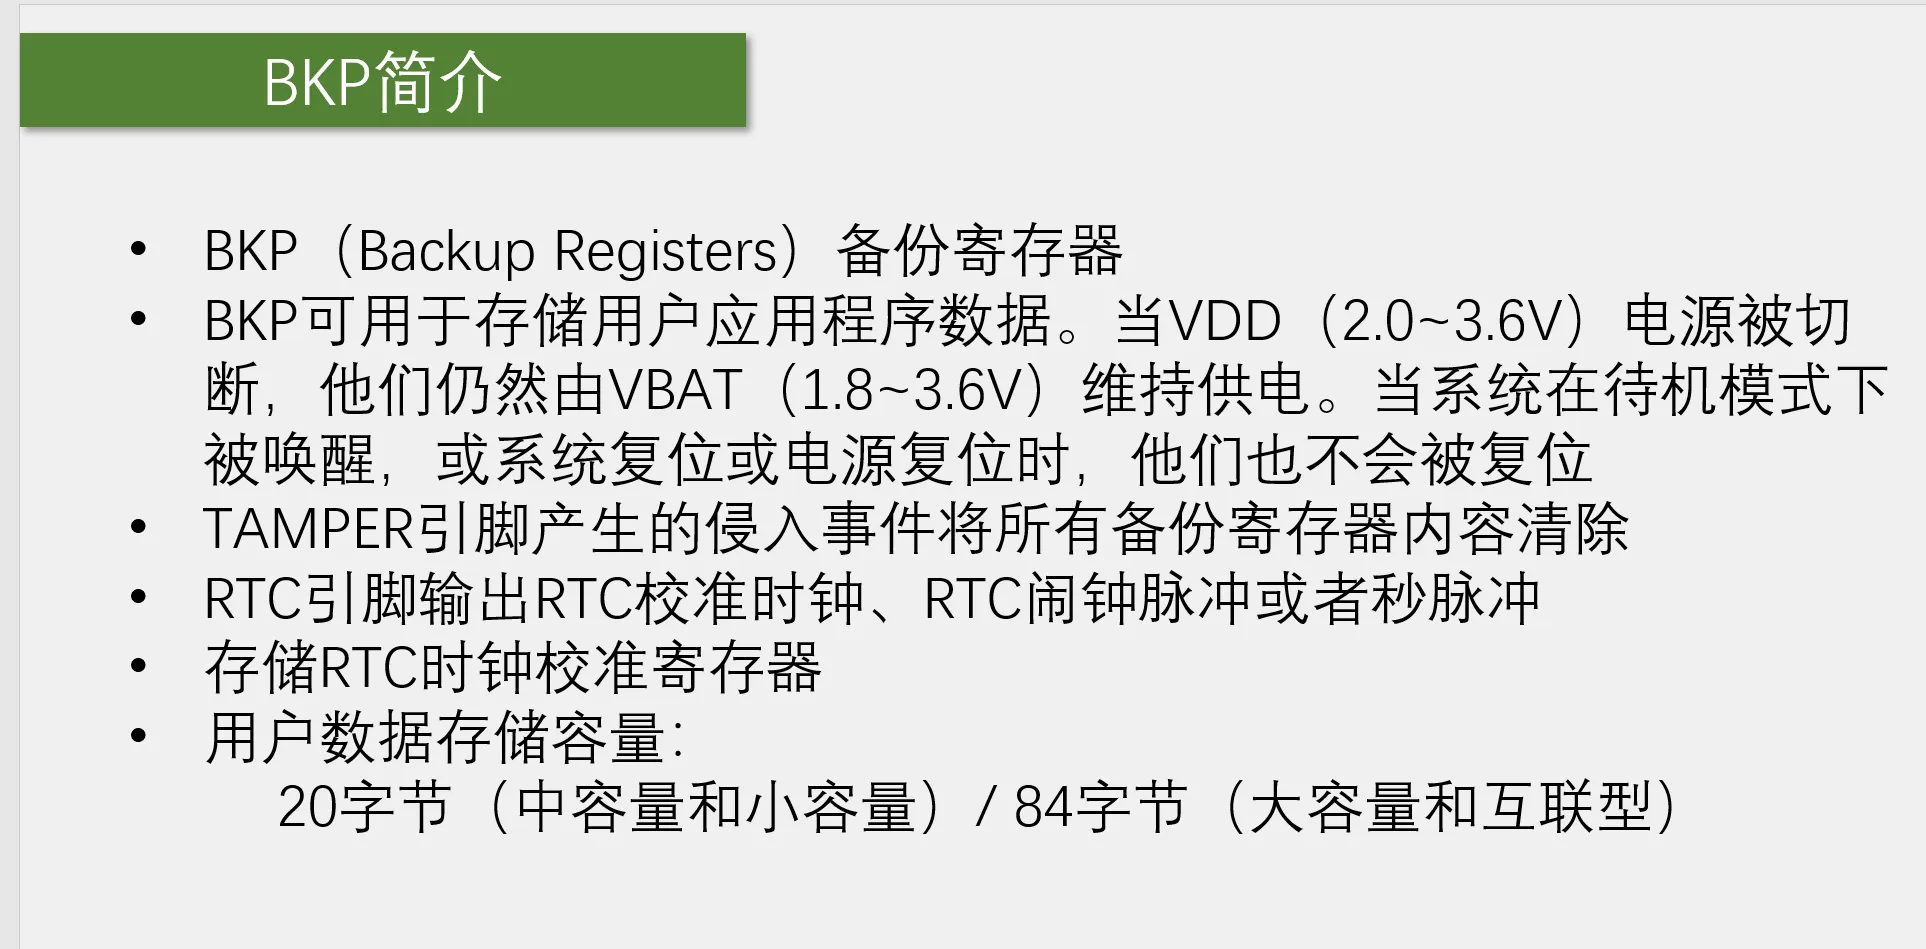 BKP简介
• BKP（Backup Registers）备份寄存器
• BKP可用于存储用户应用程序数据。当VDD（2.0~3.6V）电源被切
断，他们仍然由VBAT（1.8~3.6V）维持供电。当系统在待机模式下
被唤醒，或系统复位或电源复位时，他们也不会被复位
• TAMPER引脚产生的侵入事件将所有备份寄存器内容清除
• RTC引脚输出RTC校准时钟、RTC闹钟脉冲或者秒脉冲
• 存储RTC时钟校准寄存器
• 用户数据存储容量：
20字节（中容量和小容量）/ 84字节（大容量和互联型）